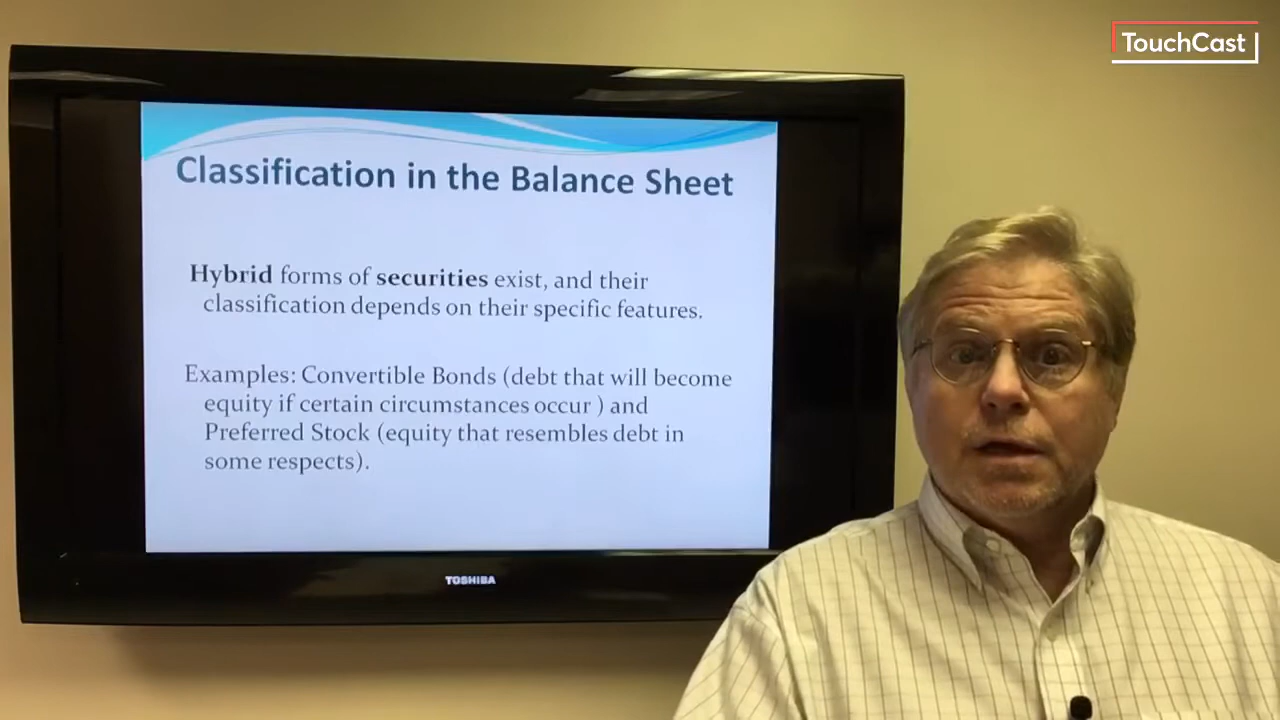 TouchCast
Classification in the Balance Sheet
Hybrid forms of securities exist, and their
classification depends on their specific features.
Examples: Convertible Bonds (debt that will become
equity if certain circumstances occur ) and
Preferred Stock (equity that resembles debt in
some respects).
TOSHIBA